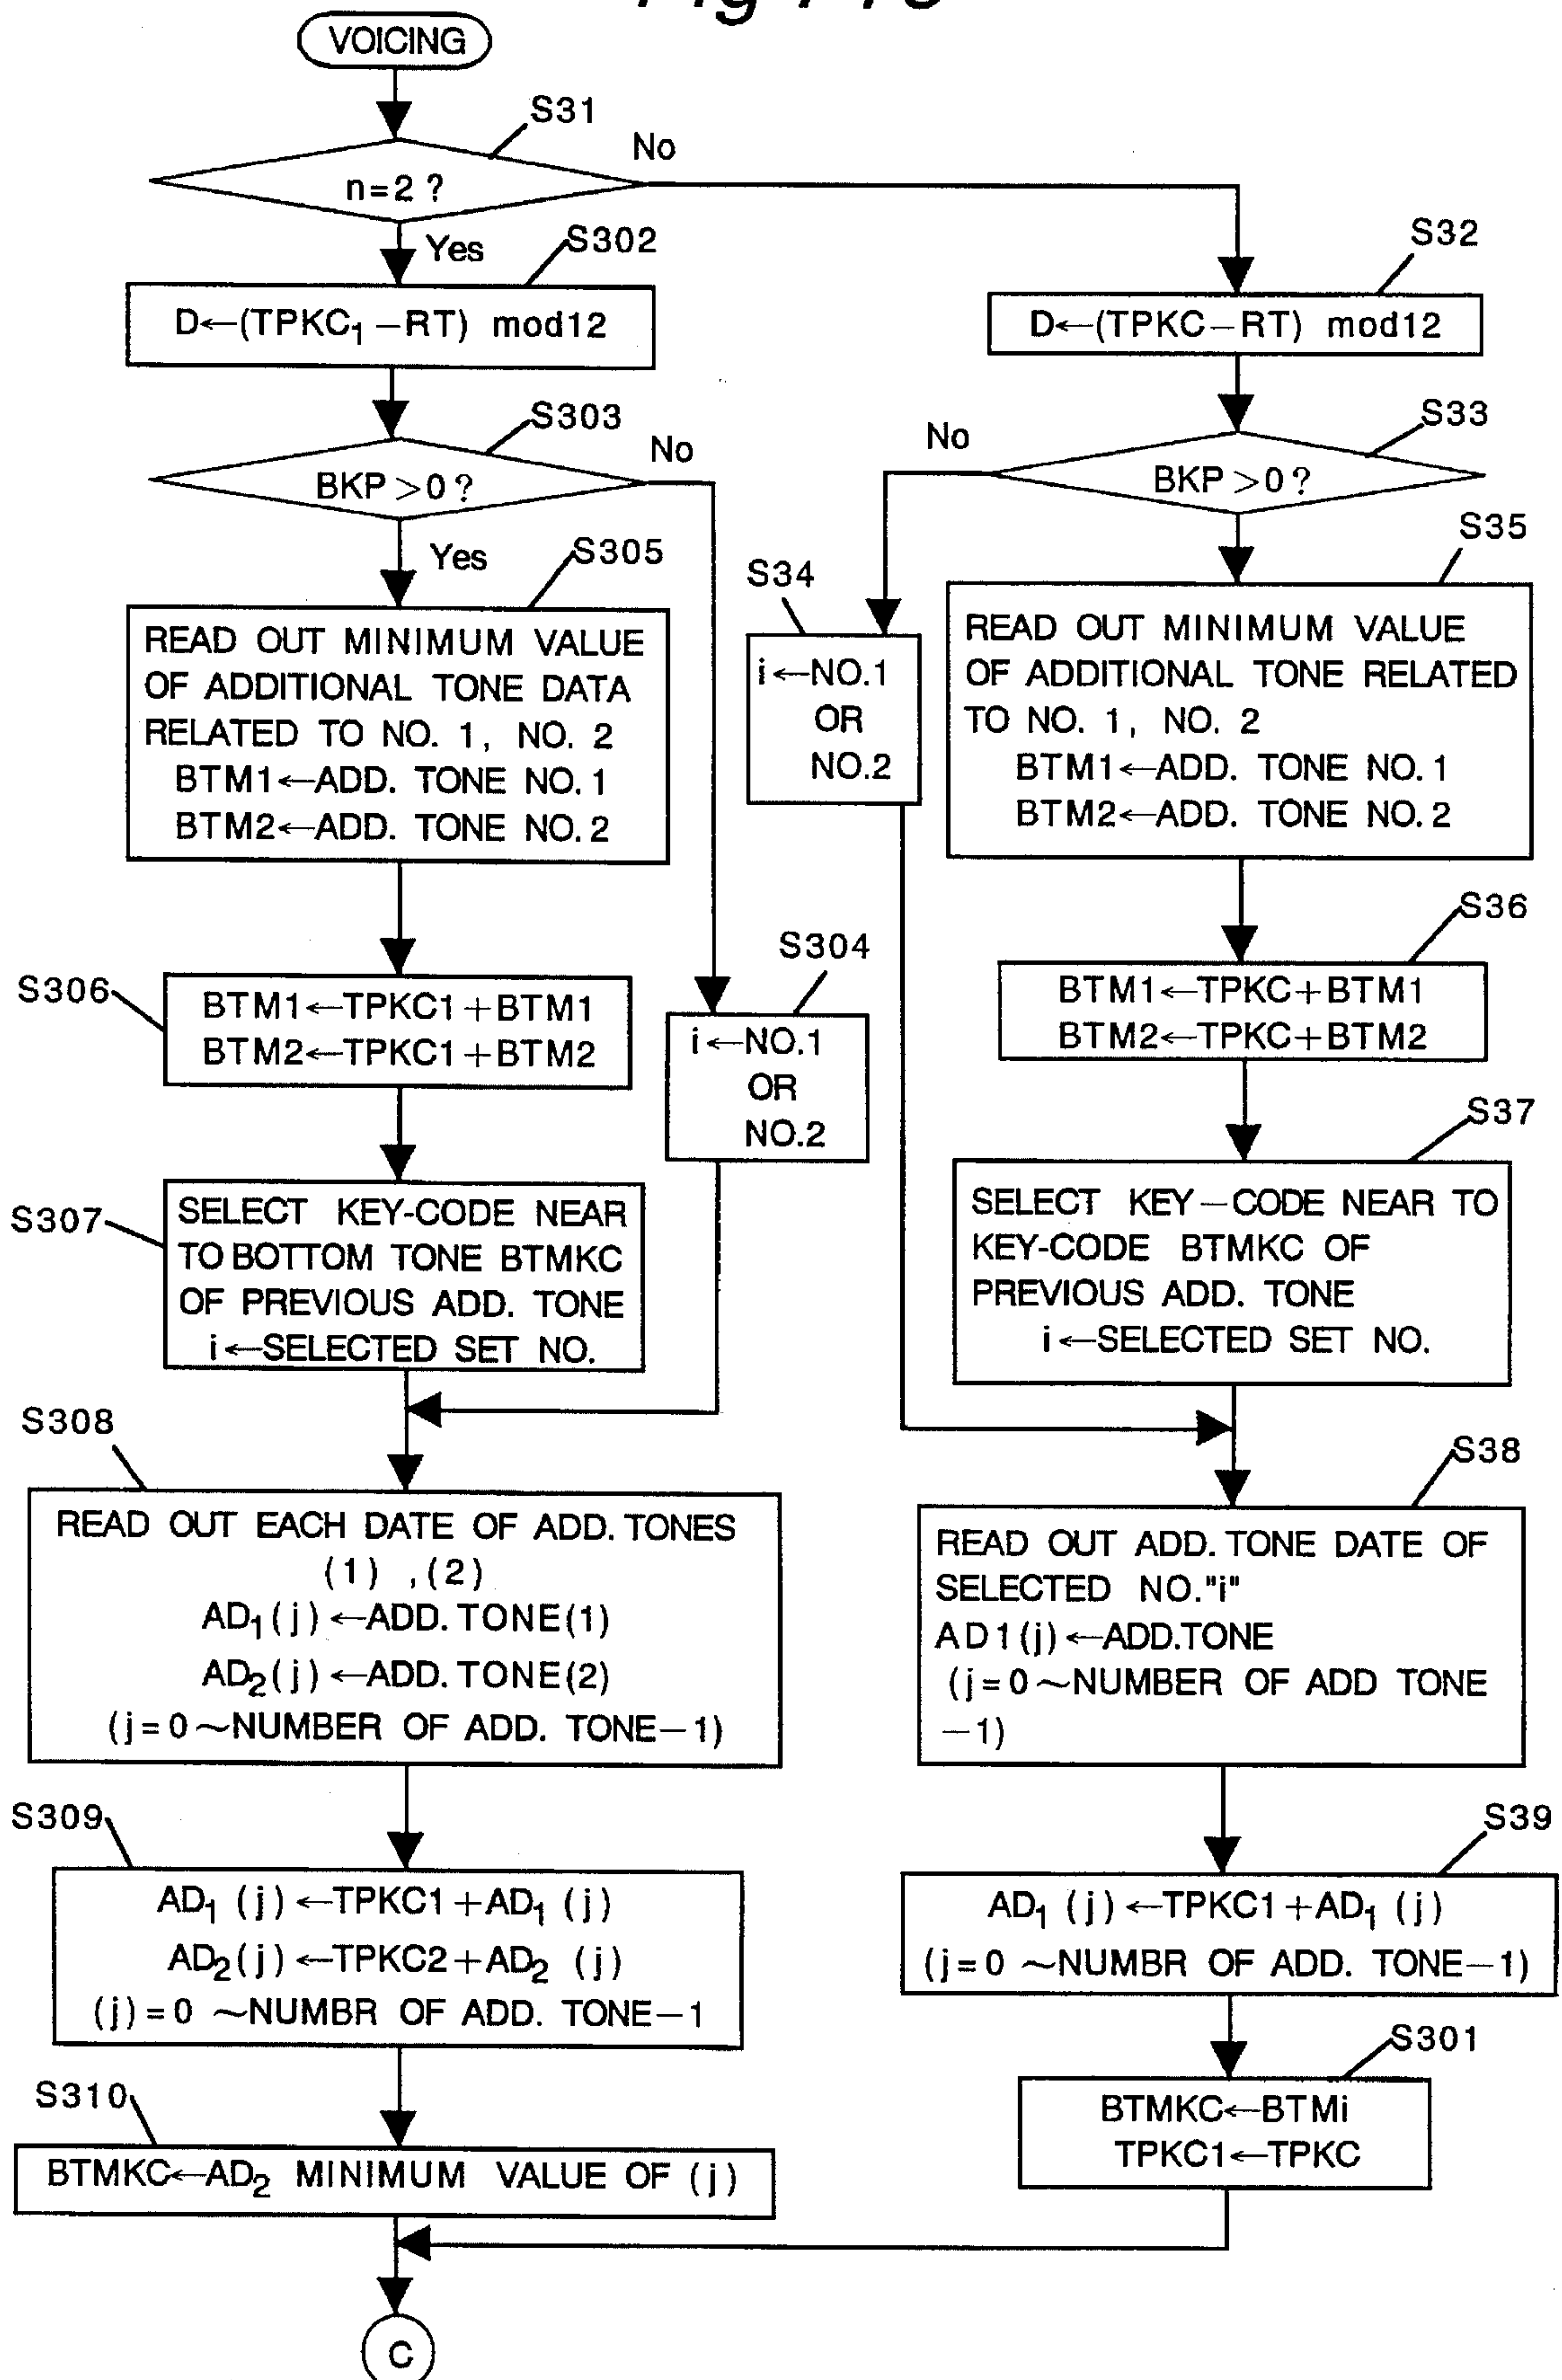 VOICING
S31
No
n=2?
Yes
S302
D←(TPKC₁−RT) mod12
S303
No
BKP>0?
Yes
S305
READ OUT MINIMUM VALUE
OF ADDITIONAL TONE DATA
RELATED TO NO. 1, NO. 2
BTM1←ADD. TONE NO.1
BTM2←ADD. TONE NO.2
S304
i←NO.1
OR
NO.2
S306
BTM1←TPKC1+BTM1
BTM2←TPKC1+BTM2
S307
SELECT KEY-CODE NEAR
TO BOTTOM TONE BTMKC
OF PREVIOUS ADD. TONE
i←SELECTED SET NO.
S308
READ OUT EACH DATE OF ADD. TONES
(1) ,(2)
AD₁(j)←ADD. TONE(1)
AD₂(j)←ADD. TONE(2)
(j=0~NUMBER OF ADD. TONE−1)
S309
AD₁ (j)←TPKC1+AD₁ (j)
AD₂(j)←TPKC2+AD₂ (j)
(j)=0 ~NUMBR OF ADD. TONE−1
S310
BTMKC←AD₂ MINIMUM VALUE OF (j)
S32
D←(TPKC−RT) mod12
S33
No
BKP>0?
S34
i←NO.1
OR
NO.2
S35
READ OUT MINIMUM VALUE
OF ADDITIONAL TONE RELATED
TO NO. 1, NO. 2
BTM1←ADD. TONE NO.1
BTM2←ADD. TONE NO.2
S36
BTM1←TPKC+BTM1
BTM2←TPKC+BTM2
S37
SELECT KEY−CODE NEAR TO
KEY-CODE BTMKC OF
PREVIOUS ADD. TONE
i←SELECTED SET NO.
S38
READ OUT ADD. TONE DATE OF
SELECTED NO."i"
AD1(j)←ADD.TONE
(j=0~NUMBER OF ADD TONE
−1)
S39
AD₁ (j)←TPKC1+AD₁ (j)
(j=0 ~NUMBR OF ADD. TONE−1)
S301
BTMKC←BTMi
TPKC1←TPKC
C